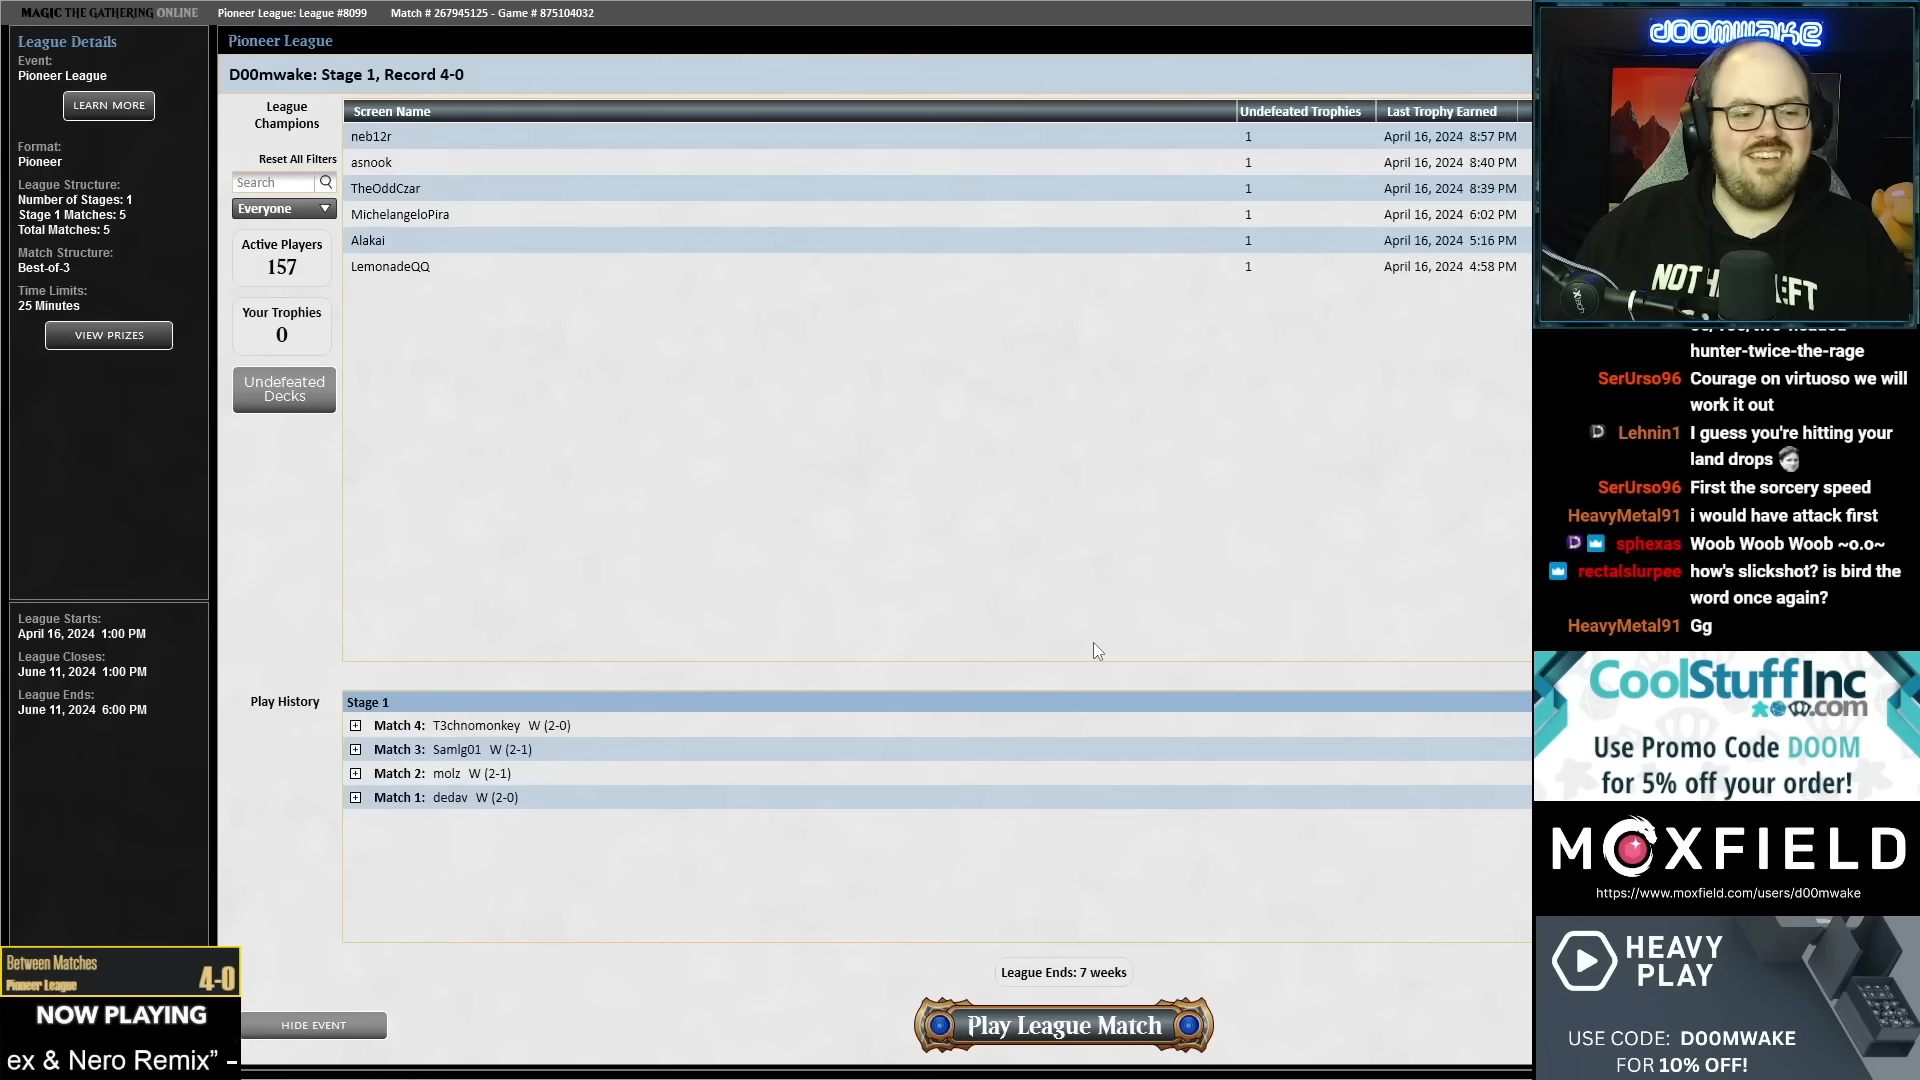 MAGIC THE GATHERING ONLINE
Pioneer League: League #8099
Match # 267945125 - Game # 875104032
League Details
Event:
Pioneer League
LEARN MORE
Format:
Pioneer
League Structure:
Number of Stages: 1
Stage 1 Matches: 5
Total Matches: 5
Match Structure:
Best-of-3
Time Limits:
25 Minutes
VIEW PRIZES
League Starts:
April 16, 2024 1:00 PM
League Closes:
June 11, 2024 1:00 PM
League Ends:
June 11, 2024 6:00 PM
Between Matches
Pioneer League
4-0
NOW PLAYING
ex & Nero Remix” –
Pioneer League
D00mwake: Stage 1, Record 4-0
League
Champions
Reset All Filters
Search
Everyone
Active Players
157
Your Trophies
0
Undefeated
Decks
Screen Name Undefeated Trophies Last Trophy Earned
neb12r 1 April 16, 2024 8:57 PM
asnook 1 April 16, 2024 8:40 PM
TheOddCzar 1 April 16, 2024 8:39 PM
MichelangeloPira 1 April 16, 2024 6:02 PM
Alakai 1 April 16, 2024 5:16 PM
LemonadeQQ 1 April 16, 2024 4:58 PM
Play History
Stage 1
Match 4: T3chnomonkey W (2-0)
Match 3: Samlg01 W (2-1)
Match 2: molz W (2-1)
Match 1: dedav W (2-0)
League Ends: 7 weeks
HIDE EVENT
Play League Match
doomwake
NOT
hunter-twice-the-rage
SerUrso96 Courage on virtuoso we will
work it out
Lehnin1 I guess you're hitting your
land drops
SerUrso96 First the sorcery speed
HeavyMetal91 i would have attack first
sphexas Woob Woob Woob ~o.o~
rectalslurpee how's slickshot? is bird the
word once again?
HeavyMetal91 Gg
CoolStuffInc
.com
Use Promo Code DOOM
for 5% off your order!
MOXFIELD
https://www.moxfield.com/users/d00mwake
HEAVY
PLAY
USE CODE: D00MWAKE
FOR 10% OFF!